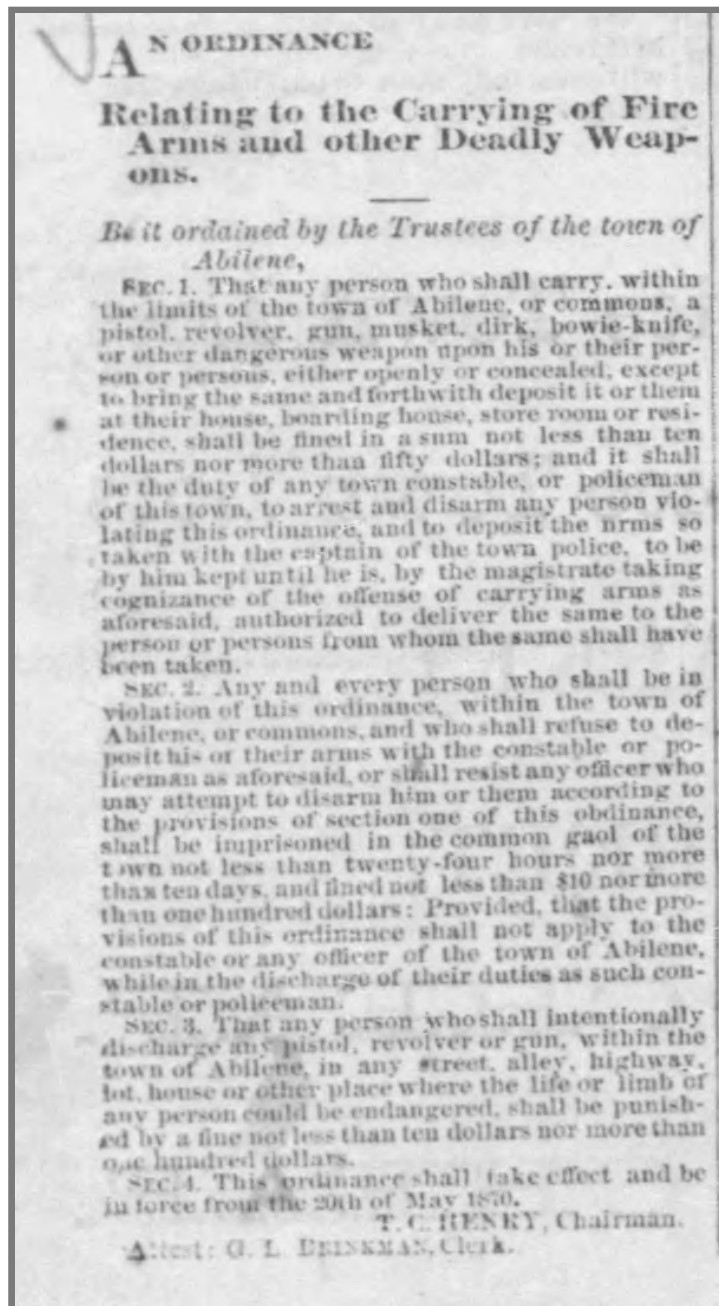 AN ORDINANCE
Relating to the Carrying of Fire
Arms and other Deadly Weap-
ons.
Be it ordained by the Trustees of the town of
Abilene,
SEC. 1. That any person who shall carry, within
the limits of the town of Abilene, or commons, a
pistol, revolver, gun, musket, dirk, bowie-knife,
or other dangerous weapon upon his or their per-
son or persons, either openly or concealed, except
to bring the same and forthwith deposit it or them
at their house, boarding house, store room or resi-
dence, shall be fined in a sum not less than ten
dollars nor more than fifty dollars; and it shall
be the duty of any town constable, or policeman
of this town, to arrest and disarm any person vio-
lating this ordinance, and to deposit the nrms so
taken with the captain of the town police, to be
by him kept until he is, by the magistrate taking
cognizance of the offense of carrying arms as
aforesaid, authorized to deliver the same to the
person or persons from whom the same shall have
been taken.
SEC. 2. Any and every person who shall be in
violation of this ordinance, within the town of
Abilene, or commons, and who shall refuse to de-
posit his or their arms with the constable or po-
liceman as aforesaid, or shall resist any officer who
may attempt to disarm him or them according to
the provisions of section one of this obdinance,
shall be imprisoned in the common gaol of the
town not less than twenty-four hours nor more
than ten days, and fined not less than $10 nor more
than one hundred dollars: Provided, that the pro-
visions of this ordinance shall not apply to the
constable or any officer of the town of Abilene,
while in the discharge of their duties as such con-
stable or policeman.
SEC. 3. That any person who shall intentionally
discharge any pistol, revolver or gun, within the
town of Abilene, in any street, alley, highway,
lot, house or other place where the life or limb of
any person could be endangered, shall be punish-
ed by a fine not less than ten dollars nor more than
one hundred dollars.
SEC. 4. This ordinance shall take effect and be
in force from the 20th of May 1870.
T. C. HENRY, Chairman.
Attest: G. L. BRINKMAN, Clerk.